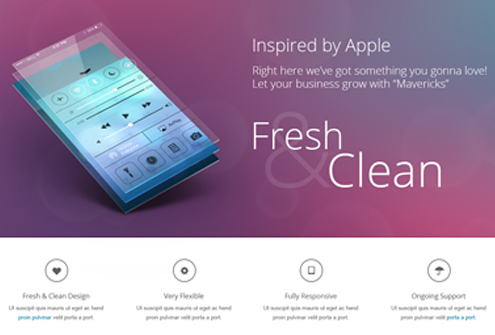 Inspired by Apple
Right here we've got something you gonna love!
Let your business grow with "Mavericks"
Fresh
&
Clean
Fresh & Clean Design
Very Flexible
Fully Responsive
Ongoing Support
Ut suscipit quis mauris ut eget ac hend
proin pulvinar velit porta a port.
Ut suscipit quis mauris ut eget ac hend
proin pulvinar velit porta a port.
Ut suscipit quis mauris ut eget ac hend
proin pulvinar velit porta a port.
Ut suscipit quis mauris ut eget ac hend
proin pulvinar velit porta a port.